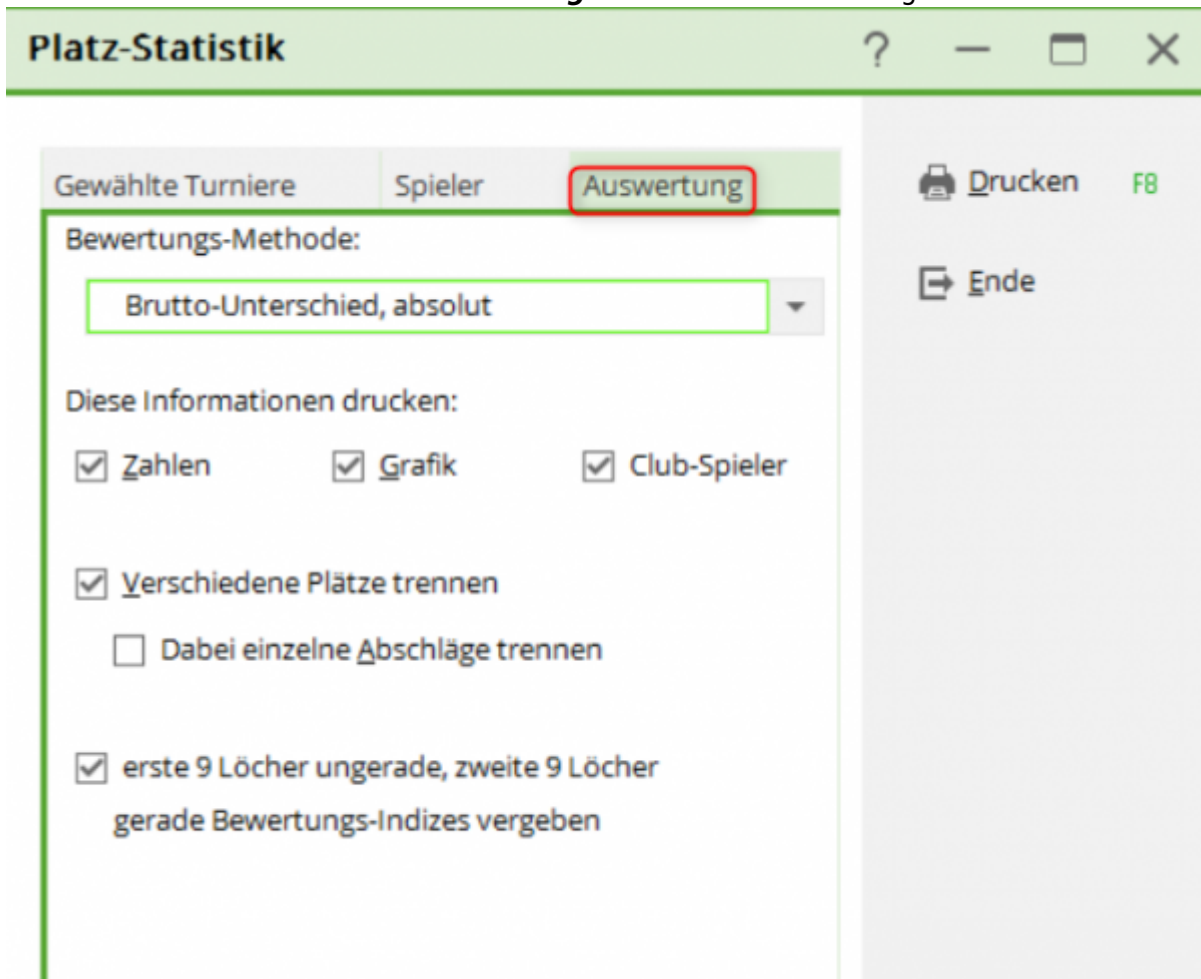 Platz-Statistik
Gewählte Turniere Spieler Auswertung
Drucken F8
Bewertungs-Methode:
Ende
Brutto-Unterschied, absolut
Diese Informationen drucken:
Zahlen Grafik Club-Spieler
Verschiedene Plätze trennen
Dabei einzelne Abschläge trennen
erste 9 Löcher ungerade, zweite 9 Löcher
gerade Bewertungs-Indizes vergeben